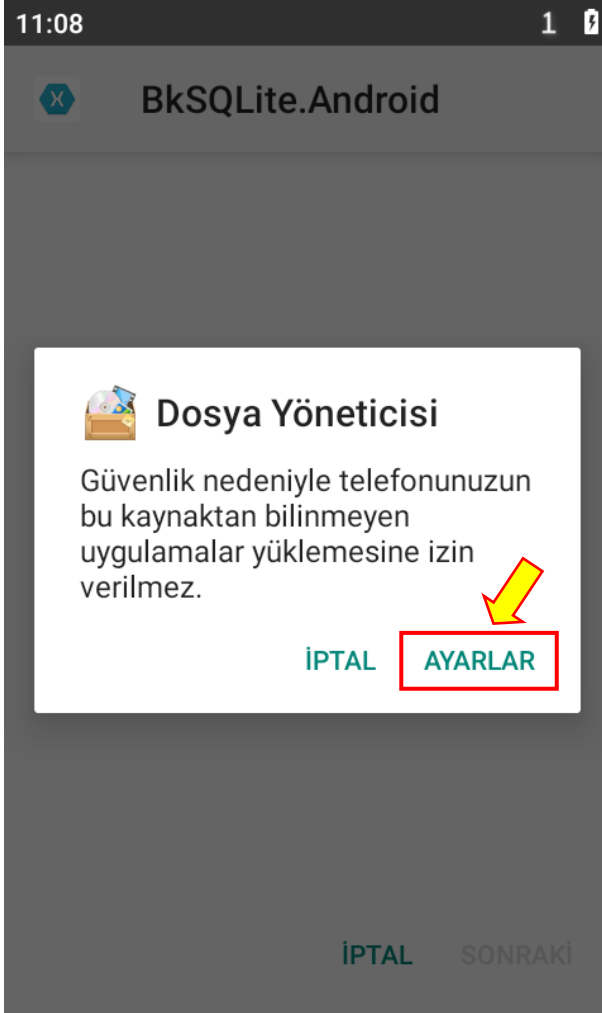 11:08 1
X BkSQLite.Android
Dosya Yöneticisi
Güvenlik nedeniyle telefonunuzun
bu kaynaktan bilinmeyen
uygulamalar yüklemesine izin
verilmez.
İPTAL AYARLAR
İPTAL SONRAKİ